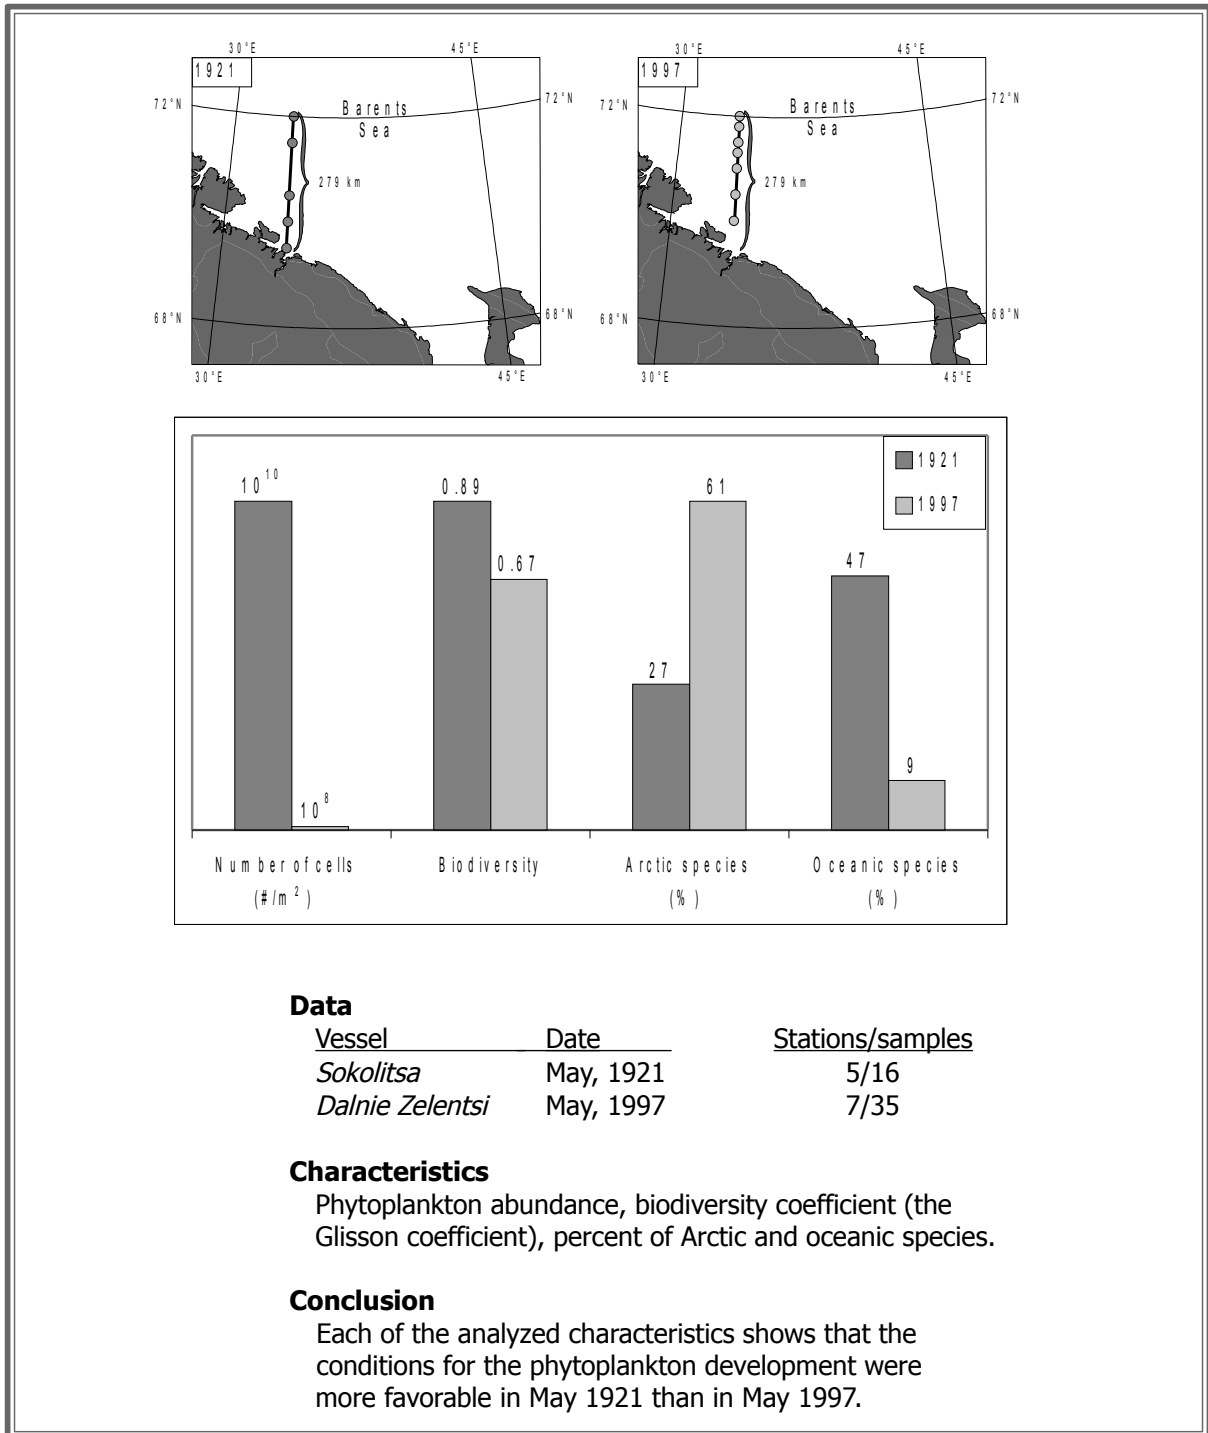 30°E 45°E
1921
72°N 72°N
Barents
Sea
279 km
68°N 68°N
30°E 45°E
30°E 45°E
1997
72°N 72°N
Barents
Sea
279 km
68°N 68°N
30°E 45°E
1921
1997
10¹⁰ 0.89 61
0.67 47
27
9
10⁸
Number of cells Biodiversity Arctic species Oceanic species
(#/m²) (%) (%)
Data
Vessel Date Stations/samples
Sokolitsa May, 1921 5/16
Dalnie Zelentsi May, 1997 7/35
Characteristics
Phytoplankton abundance, biodiversity coefficient (the
Glisson coefficient), percent of Arctic and oceanic species.
Conclusion
Each of the analyzed characteristics shows that the
conditions for the phytoplankton development were
more favorable in May 1921 than in May 1997.